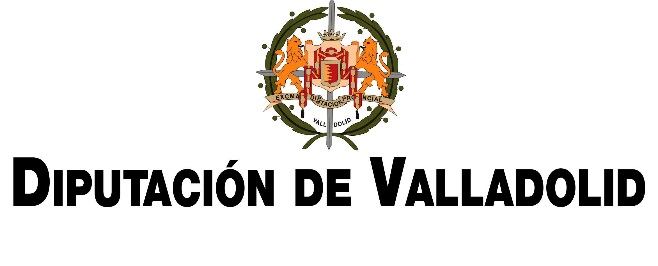 EXCMA DIPUTACION PROVINCIAL
VALLADOLID
DIPUTACIÓN DE VALLADOLID